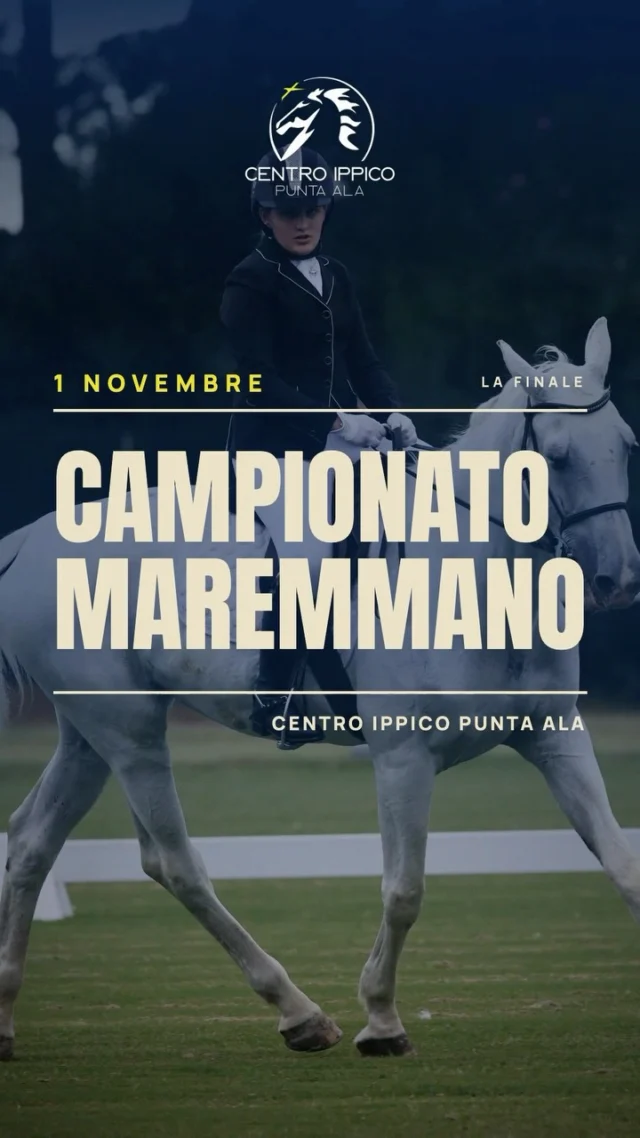 CENTRO IPPICO
PUNTA ALA
1 NOVEMBRE
LA FINALE
CAMPIONATO
MAREMMANO
CENTRO IPPICO PUNTA ALA